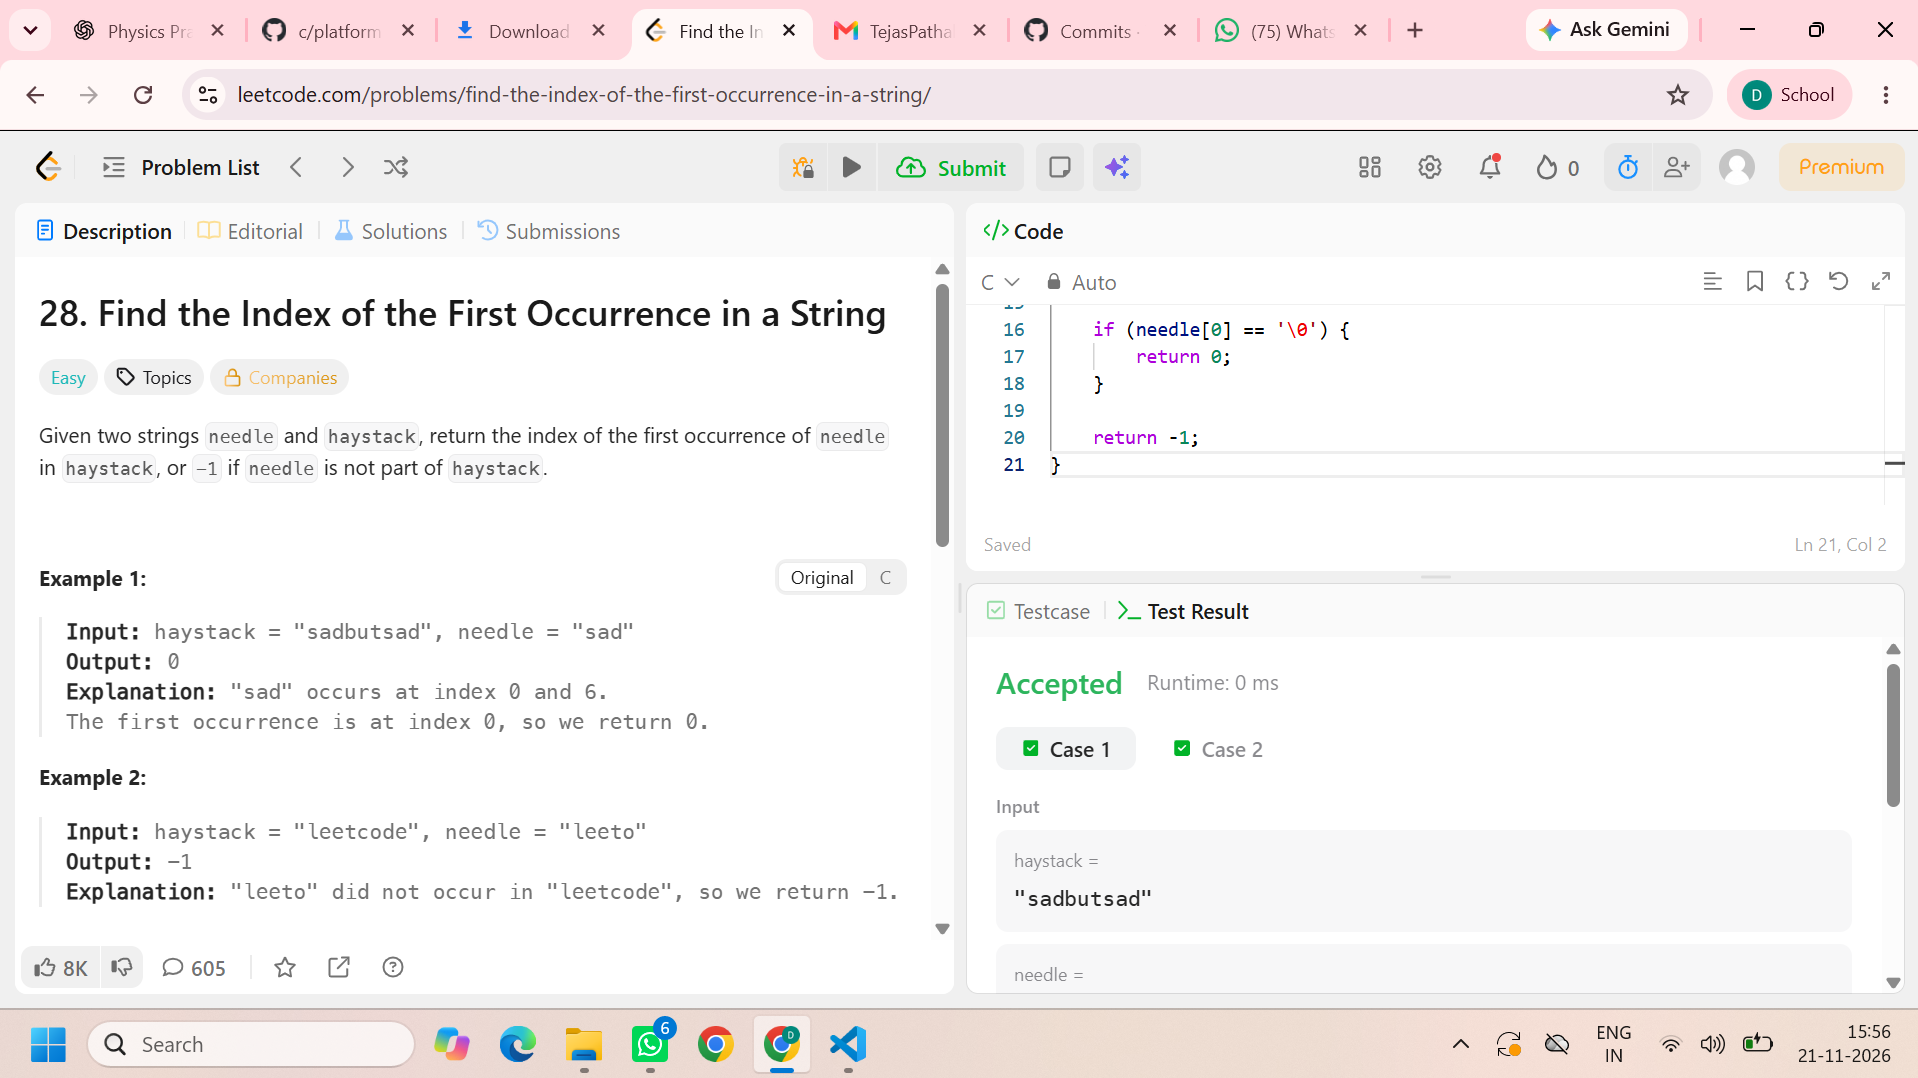 Physics Pra
c/platform
Download
Find the In
TejasPathal
Commits ·
(75) Whats
Ask Gemini
leetcode.com/problems/find-the-index-of-the-first-occurrence-in-a-string/
D
School
Problem List
Submit
0
Premium
Description
Editorial
Solutions
Submissions
28. Find the Index of the First Occurrence in a String
Easy
Topics
Companies
Given two strings needle and haystack, return the index of the first occurrence of needle
in haystack, or -1 if needle is not part of haystack.
Example 1:
Original
C
Input: haystack = "sadbutsad", needle = "sad"
Output: 0
Explanation: "sad" occurs at index 0 and 6.
The first occurrence is at index 0, so we return 0.
Example 2:
Input: haystack = "leetcode", needle = "leeto"
Output: -1
Explanation: "leeto" did not occur in "leetcode", so we return -1.
8K
605
</> Code
C
Auto
16 if (needle[0] == '\0') {
17 return 0;
18 }
19
20 return -1;
21 }
Saved
Ln 21, Col 2
Testcase
>_ Test Result
Accepted
Runtime: 0 ms
Case 1
Case 2
Input
haystack =
"sadbutsad"
needle =
Search
6
D
ENG
IN
15:56
21-11-2026